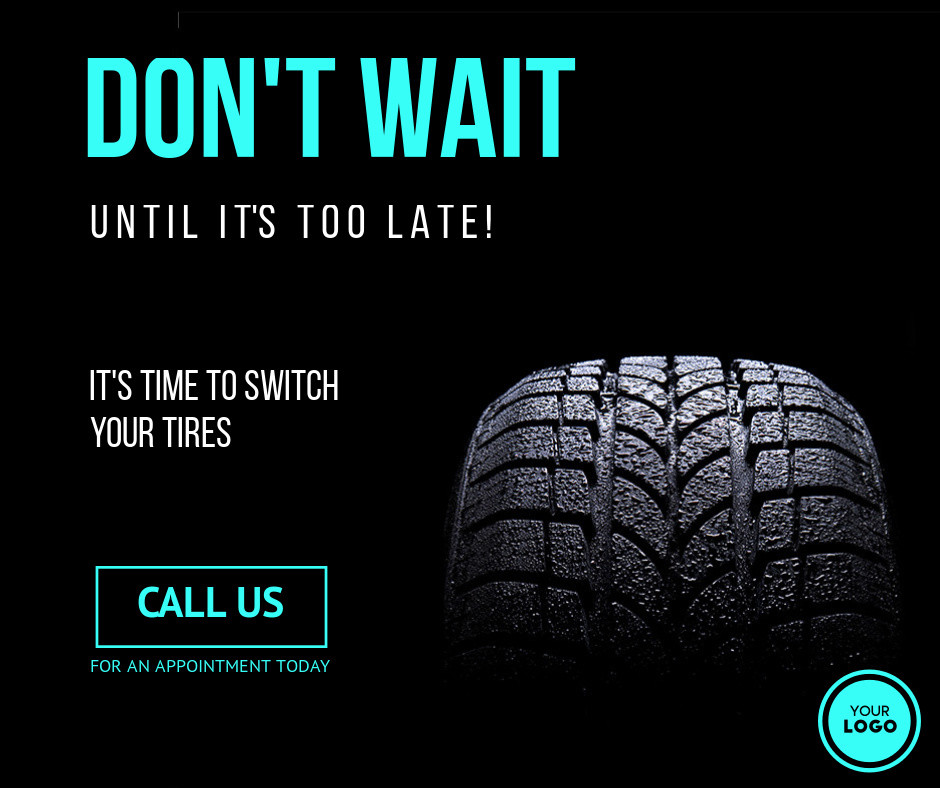 DON'T WAIT
UNTIL IT'S TOO LATE!
IT'S TIME TO SWITCH
YOUR TIRES
CALL US
FOR AN APPOINTMENT TODAY
YOUR
LOGO